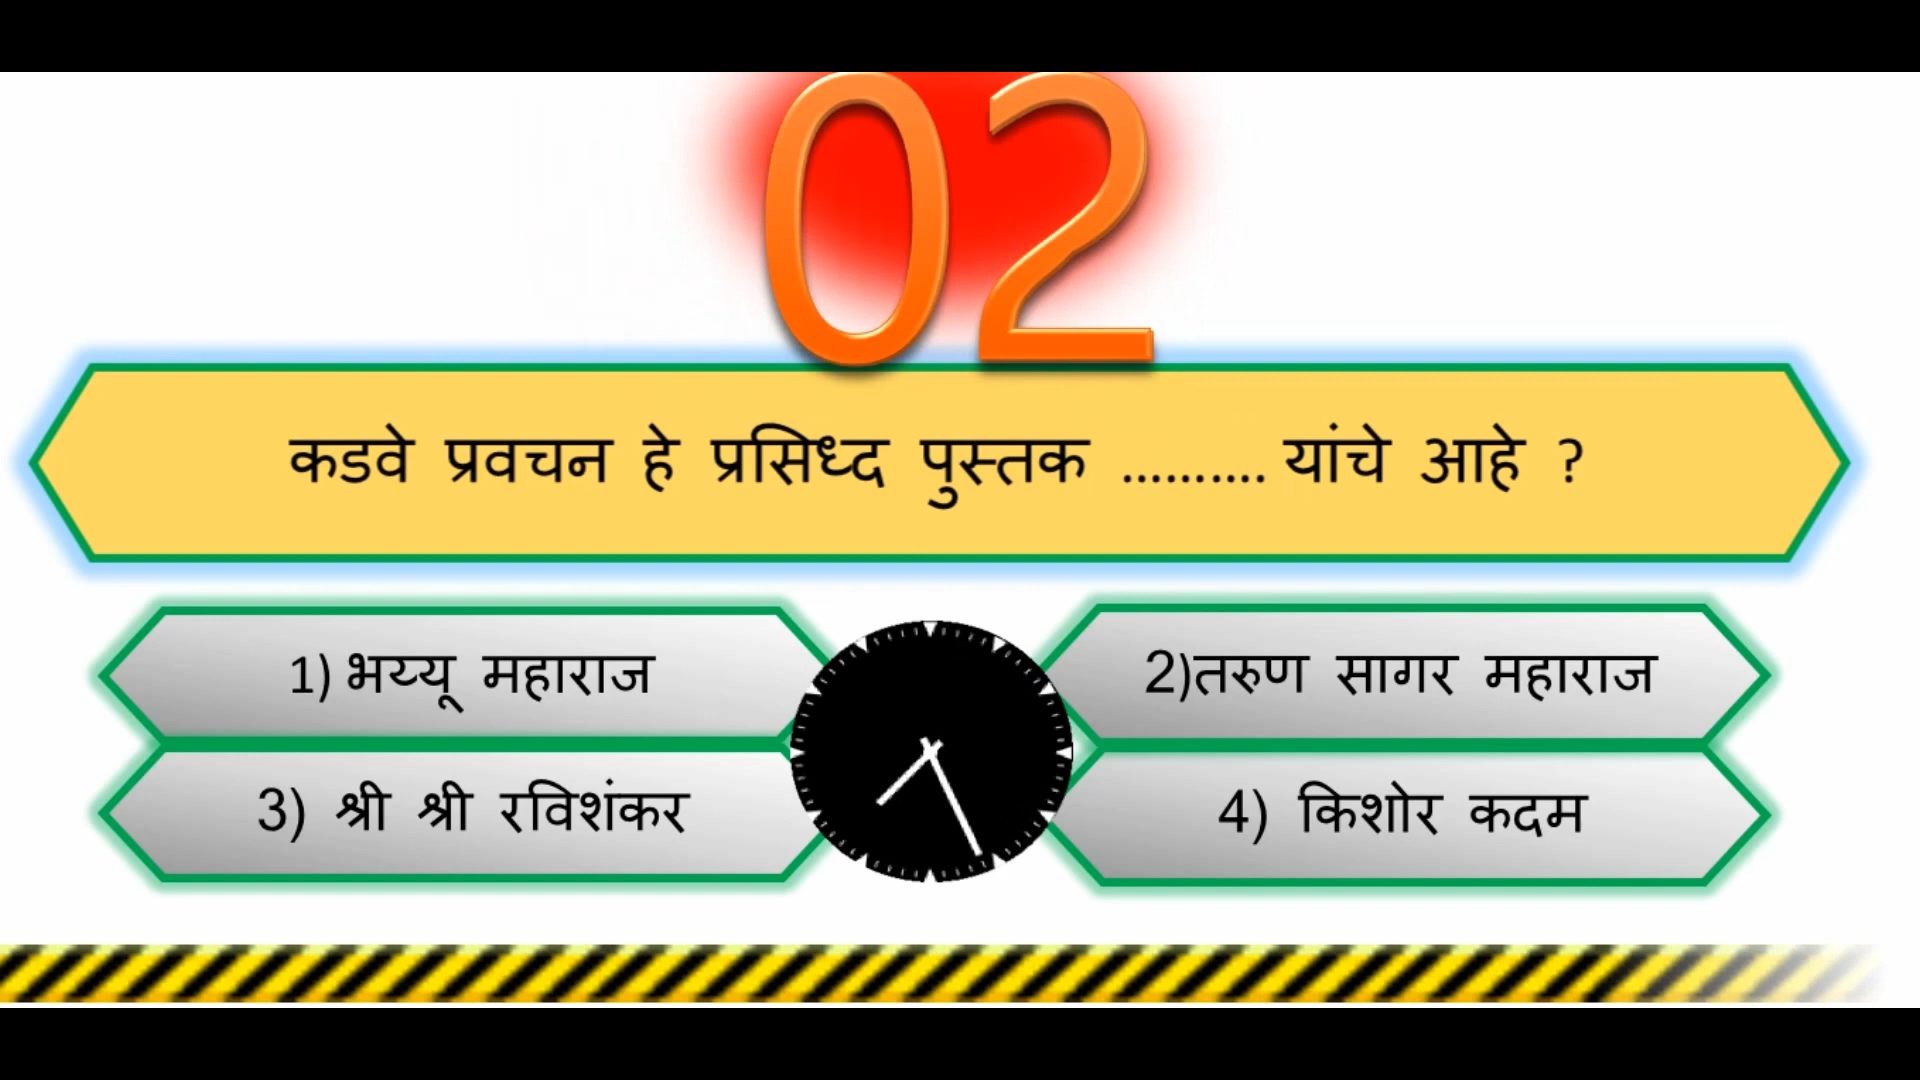 02
कडवे प्रवचन हे प्रसिध्द पुस्तक .......... यांचे आहे ?
1) भय्यू महाराज
2)तरुण सागर महाराज
3) श्री श्री रविशंकर
4) किशोर कदम